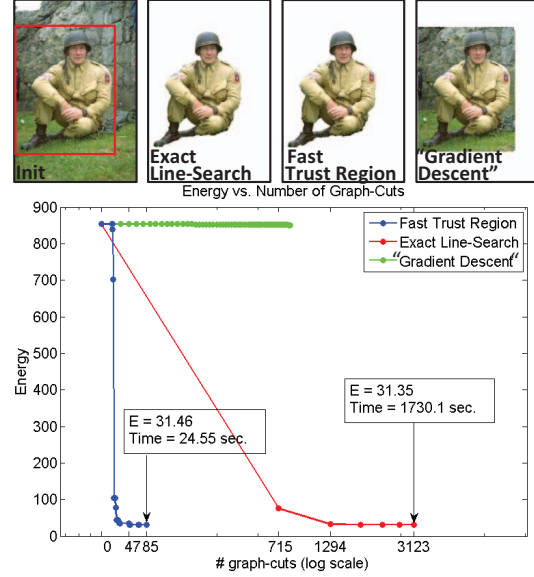 Init
Exact
Line-Search
Fast
Trust Region
"Gradient
Descent"
Energy vs. Number of Graph-Cuts
900
800
700
600
500
400
300
200
100
0
Energy
Fast Trust Region
Exact Line-Search
"Gradient Descent"
E = 31.46
Time = 24.55 sec.
E = 31.35
Time = 1730.1 sec.
0 4785 715 1294 3123
# graph-cuts (log scale)